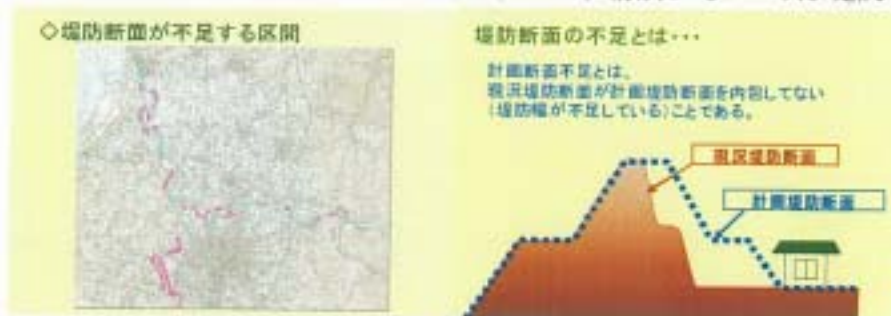 ◇堤防断面が不足する区間
堤防断面の不足とは・・・
計画断面不足とは、
現況堤防断面が計画堤防断面を内包してない
（堤防幅が不足している）ことである。
現況堤防断面
計画堤防断面